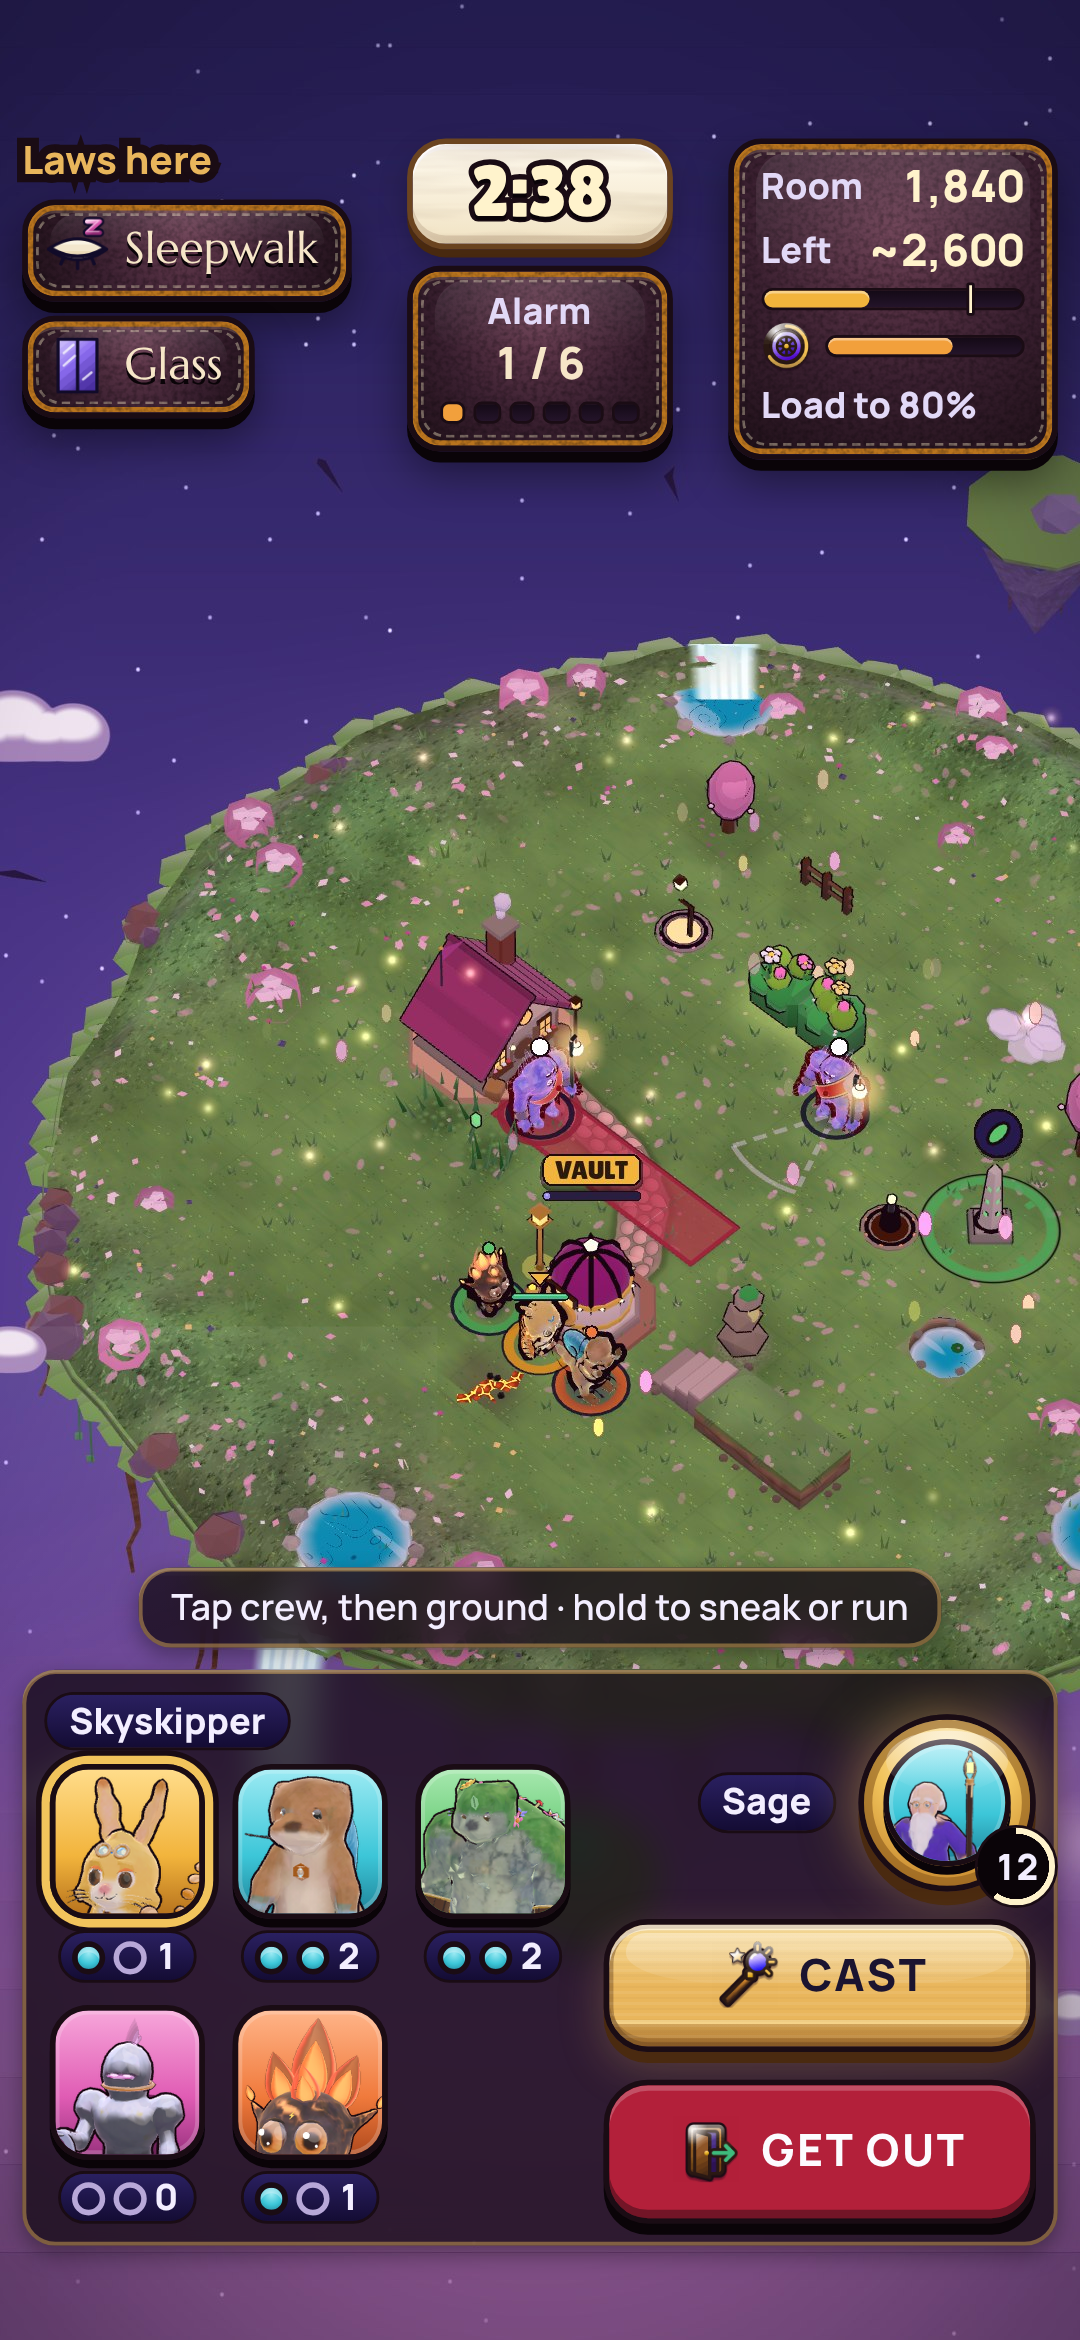 Laws here
Sleepwalk
Glass
2:38
Alarm
1 / 6
Room 1,840
Left ~2,600
Load to 80%
VAULT
Tap crew, then ground · hold to sneak or run
Skyskipper
1
2
2
0
1
Sage
12
CAST
GET OUT